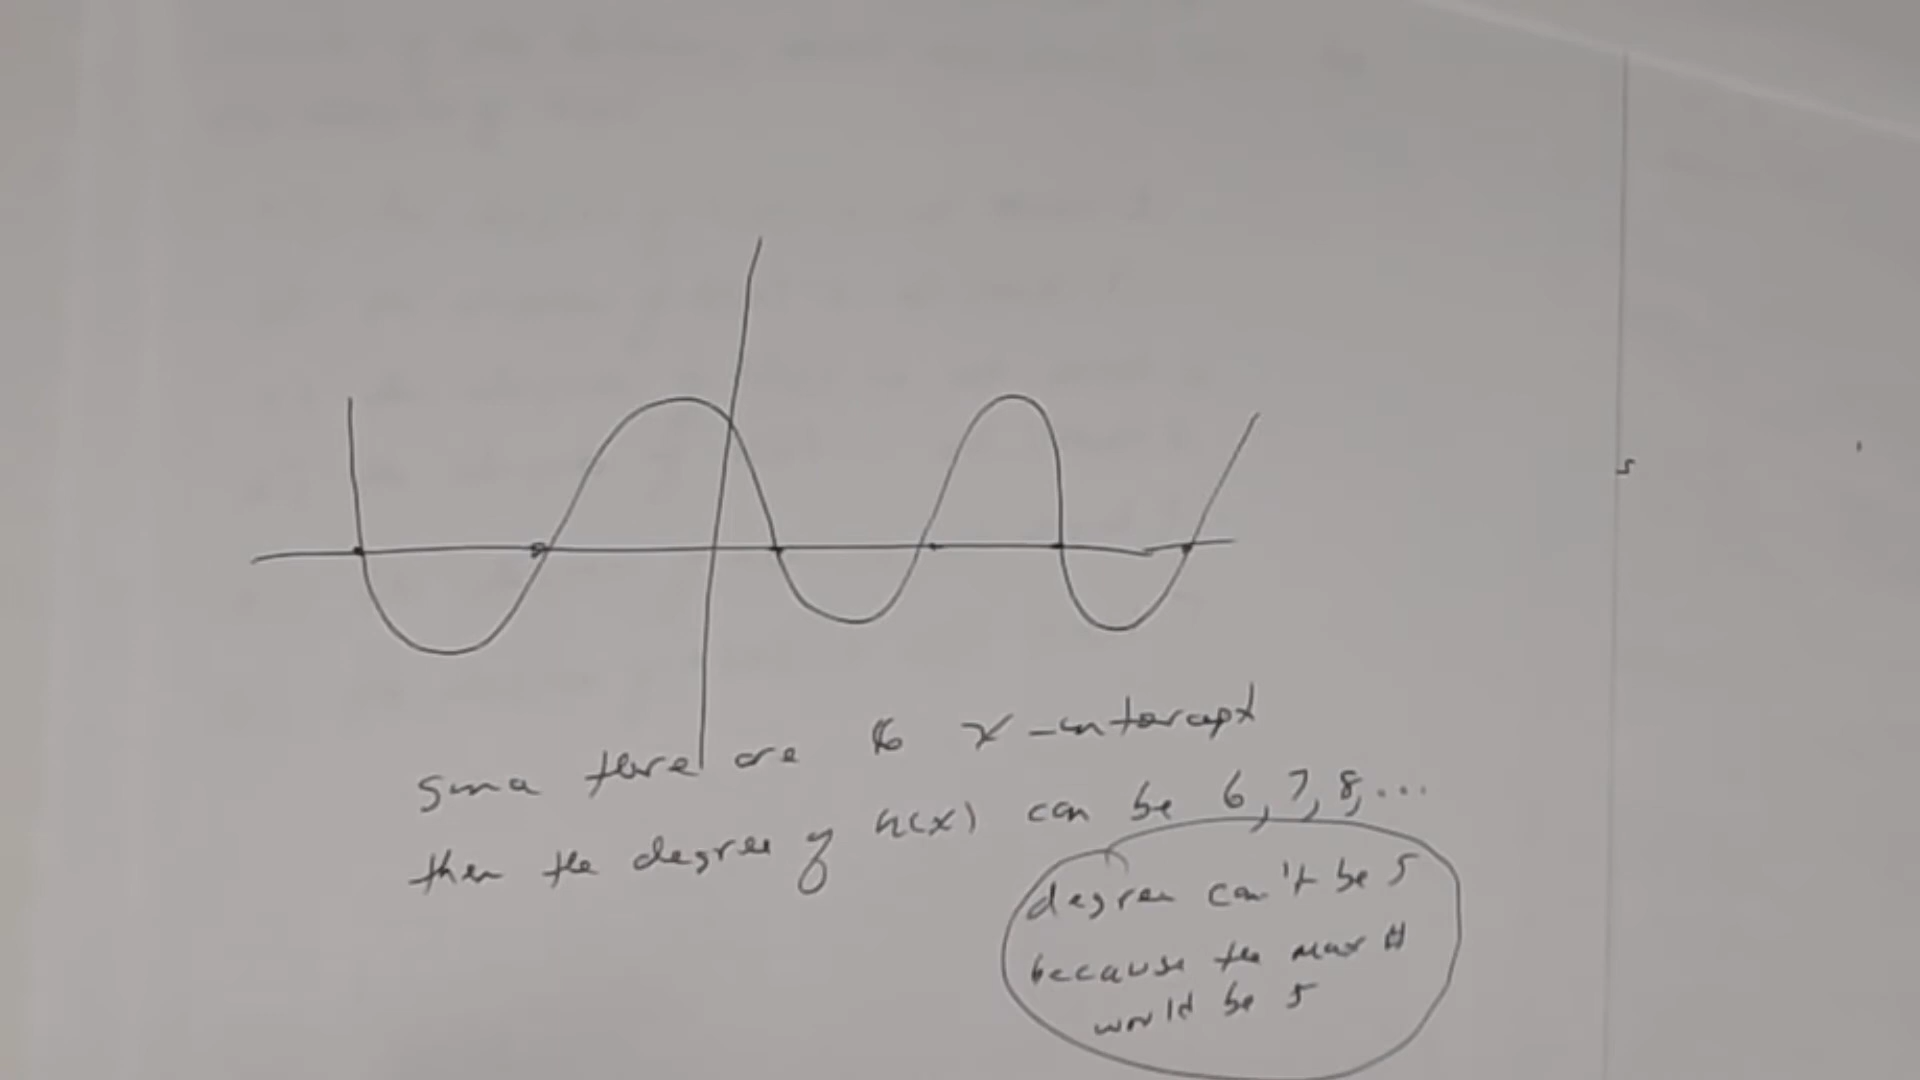 Since there are 6 x-intercept
then the degree of h(x) can be 6, 7, 8, ...
degree can't be 5
because the max #
would be 5